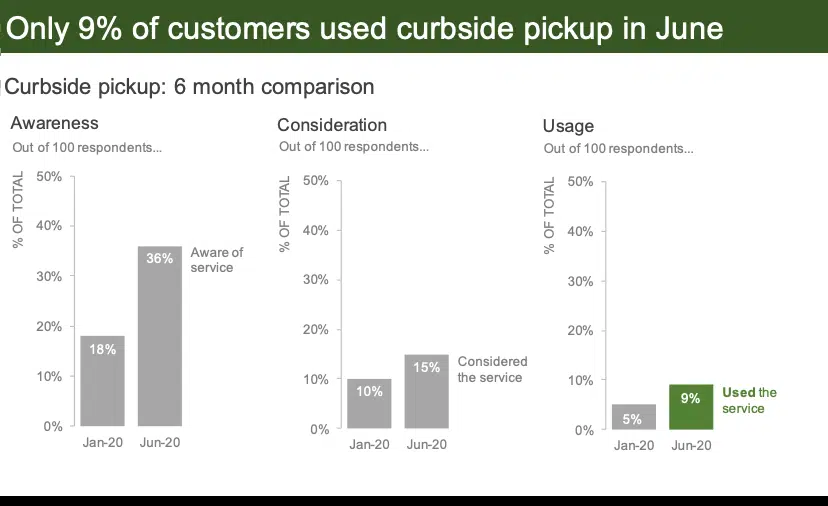 Only 9% of customers used curbside pickup in June
Curbside pickup: 6 month comparison
Awareness
Out of 100 respondents...
% OF TOTAL
50%
40%
30%
20%
10%
0%
36%
18%
Aware of
service
Jan-20 Jun-20
Consideration
Out of 100 respondents...
% OF TOTAL
50%
40%
30%
20%
10%
0%
15%
10%
Considered
the service
Jan-20 Jun-20
Usage
Out of 100 respondents...
% OF TOTAL
50%
40%
30%
20%
10%
0%
9%
5%
Used the
service
Jan-20 Jun-20